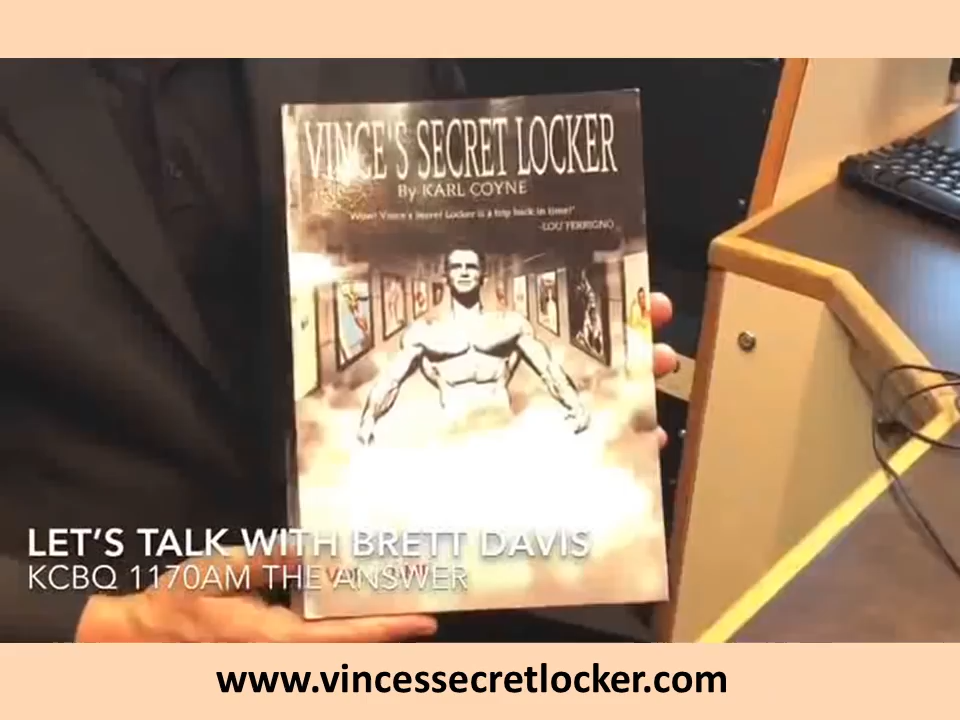 VINCE'S SECRET LOCKER
By KARL COYNE
"Wow! Vince's Secret Locker is a trip back in time!"
-LOU FERRIGNO
LET'S TALK WITH BRETT DAVIS
KCBQ 1170AM THE ANSWER
www.vincessecretlocker.com